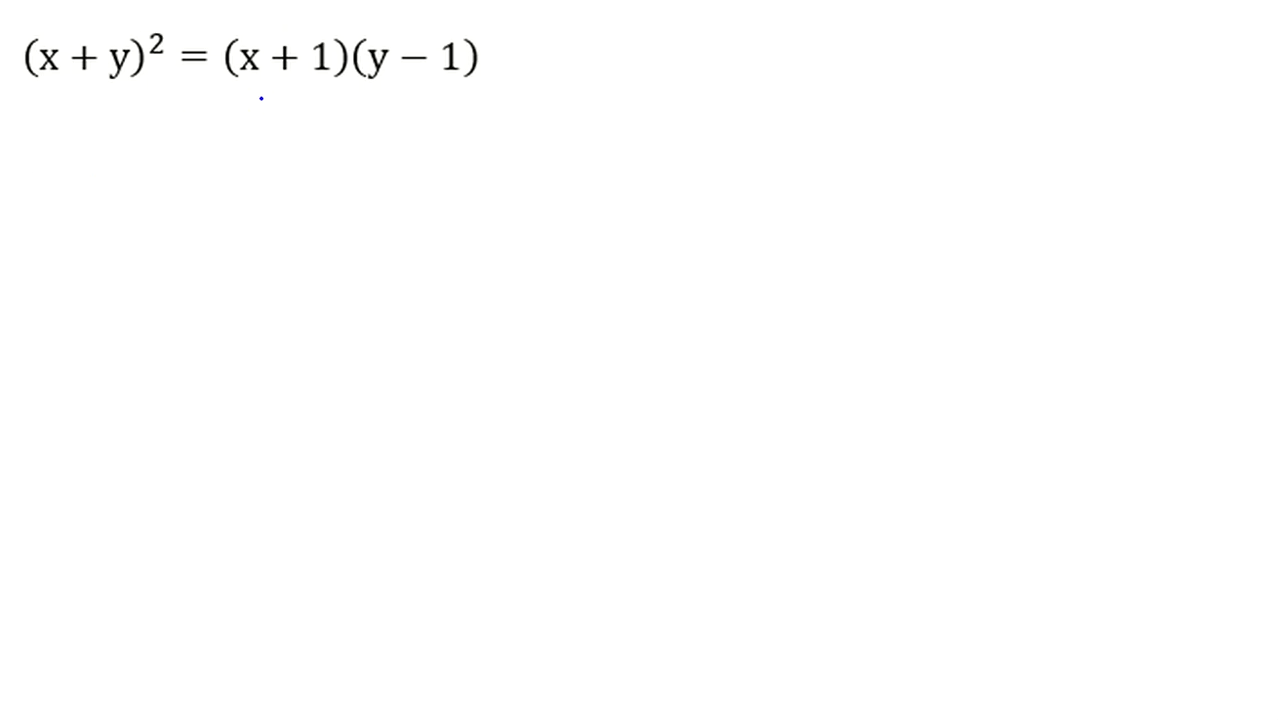 (x + y)² = (x + 1)(y − 1)